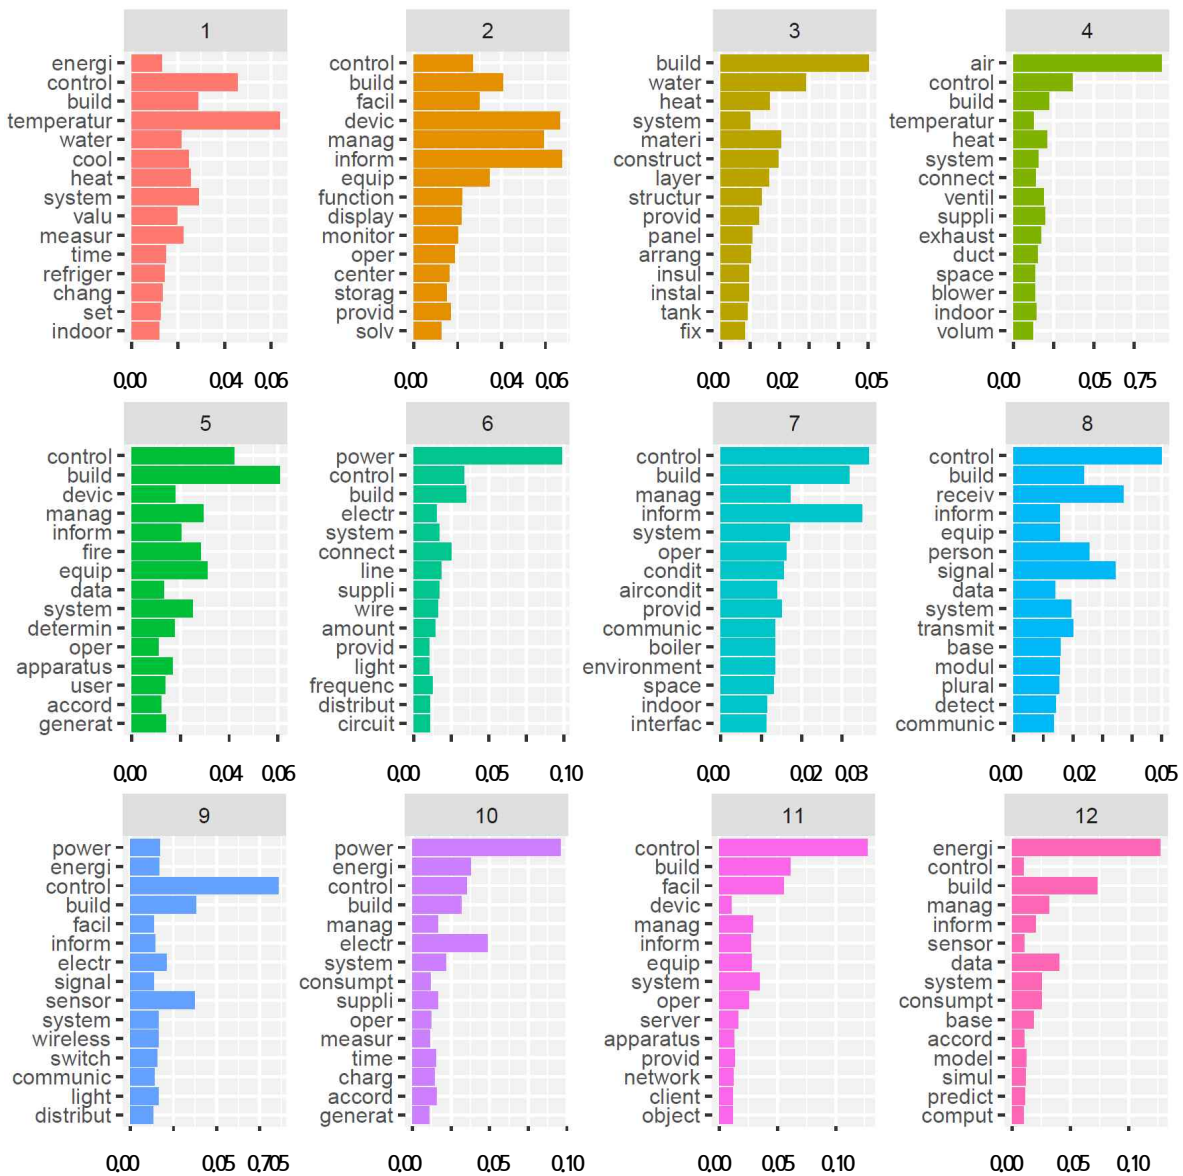 1 2 3 4
energi control build air
control build water control
build facil heat build
temperatur devic system temperatur
water manag materi heat
cool inform construct system
heat equip layer connect
system function structur ventil
valu display provid suppli
measur monitor panel exhaust
time oper arrang duct
refriger center insul space
chang storag instal blower
set provid tank indoor
indoor solv fix volum
0.00 0.04 0.06 0.00 0.04 0.06 0.00 0.02 0.05 0.00 0.05 0.75
5 6 7 8
control power control control
build control build build
devic build manag receiv
manag electr inform inform
inform system system equip
fire connect oper person
equip line condit signal
data suppli aircondit data
system wire provid system
determin amount communic transmit
oper provid boiler base
apparatus light environment modul
user frequenc space plural
accord distribut indoor detect
generat circuit interfac communic
0.00 0.04 0.06 0.00 0.05 0.10 0.00 0.02 0.03 0.00 0.02 0.05
9 10 11 12
power power control energi
energi energi build control
control control facil build
build build devic manag
facil manag manag inform
inform electr inform sensor
electr system equip data
signal consumpt system system
sensor suppli oper consumpt
system oper server base
wireless measur apparatus accord
switch time provid model
communic charg network simul
light accord client predict
distribut generat object comput
0.00 0.05 0.705 0.00 0.05 0.10 0.00 0.05 0.10 0.00 0.05 0.10